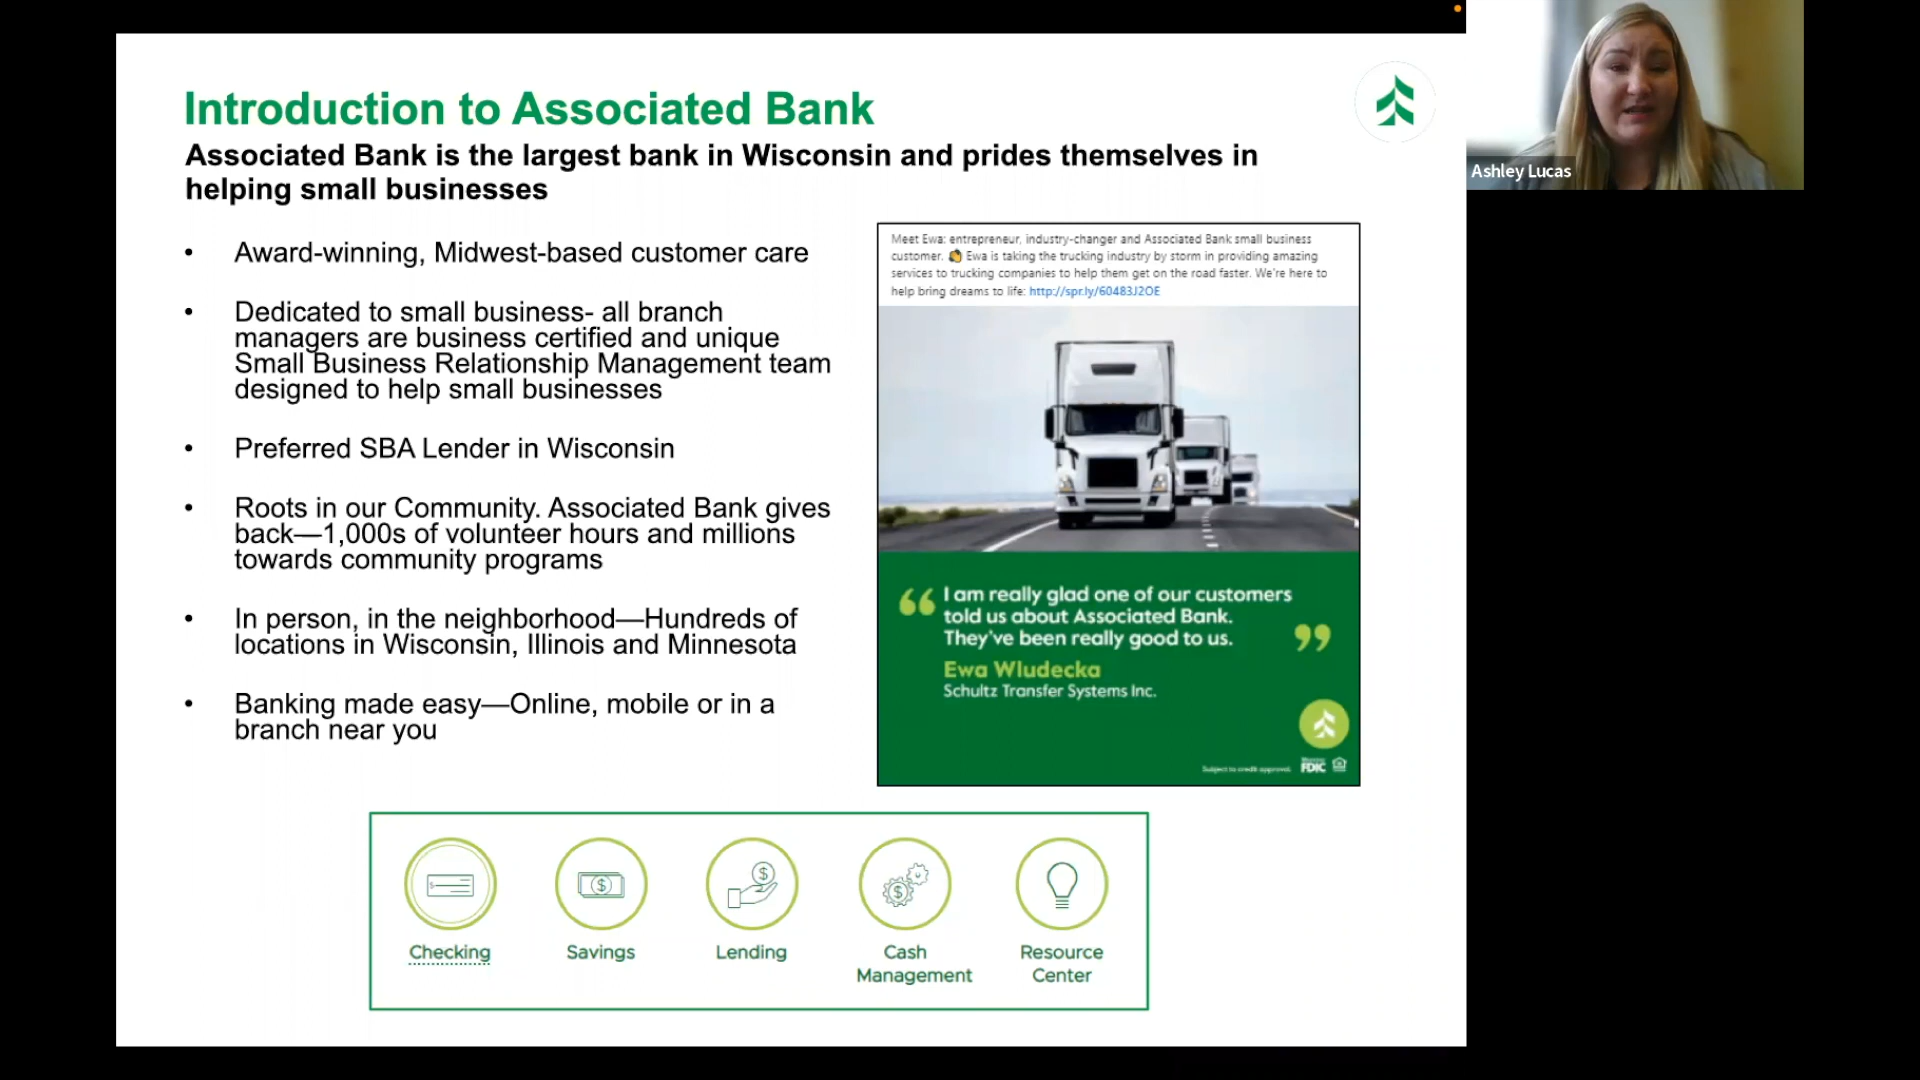 Introduction to Associated Bank
Associated Bank is the largest bank in Wisconsin and prides themselves in
helping small businesses
• Award-winning, Midwest-based customer care
• Dedicated to small business- all branch
managers are business certified and unique
Small Business Relationship Management team
designed to help small businesses
• Preferred SBA Lender in Wisconsin
• Roots in our Community. Associated Bank gives
back—1,000s of volunteer hours and millions
towards community programs
• In person, in the neighborhood—Hundreds of
locations in Wisconsin, Illinois and Minnesota
• Banking made easy—Online, mobile or in a
branch near you
Meet Ewa: entrepreneur, industry-changer and Associated Bank small business
customer. 👏 Ewa is taking the trucking industry by storm in providing amazing
services to trucking companies to help them get on the road faster. We're here to
help bring dreams to life: http://spr.ly/60483J2OE
“I am really glad one of our customers
told us about Associated Bank.
They've been really good to us.”
Ewa Wludecka
Schultz Transfer Systems Inc.
Subject to credit approval.
Member
FDIC
Checking
Savings
Lending
Cash
Management
Resource
Center
Ashley Lucas